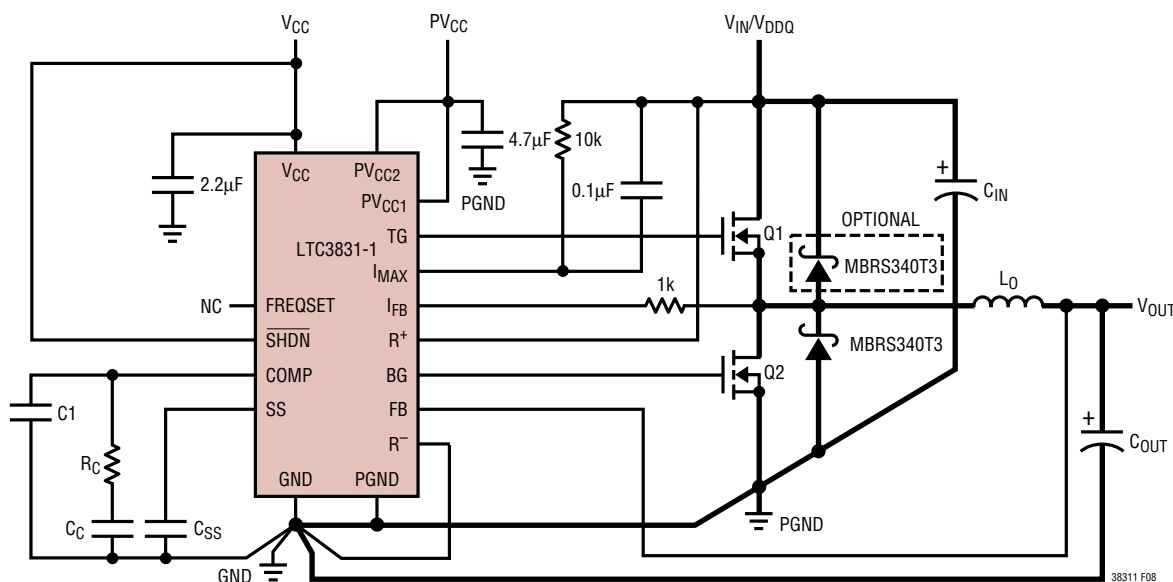 VCC
PVCC
VIN/VDDQ
2.2µF
4.7µF
PGND
10k
0.1µF
+
CIN
OPTIONAL
MBRS340T3
Q1
VCC
PVCC2
PVCC1
LTC3831-1
TG
IMAX
NC
FREQSET
IFB
1k
LO
VOUT
SHDN
R+
MBRS340T3
COMP
BG
Q2
C1
SS
FB
+
COUT
RC
R–
GND
PGND
CC
CSS
PGND
GND
38311 F08